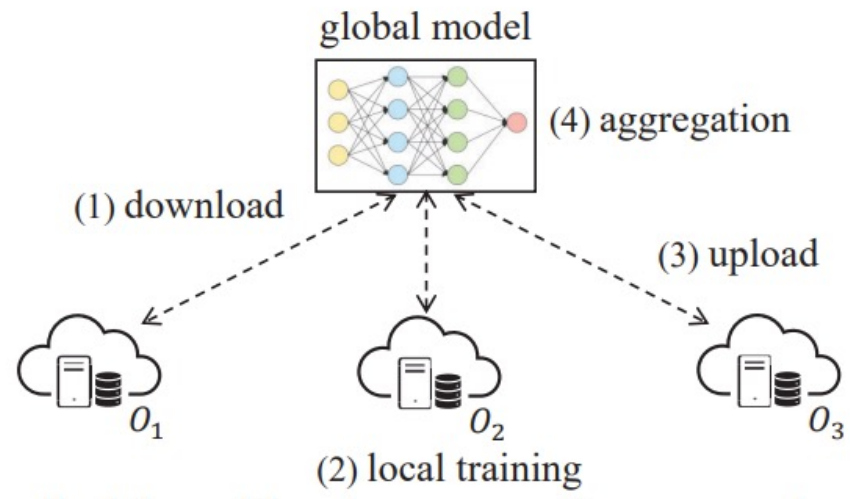 global model
(4) aggregation
(1) download
(3) upload
O₁
O₂
O₃
(2) local training